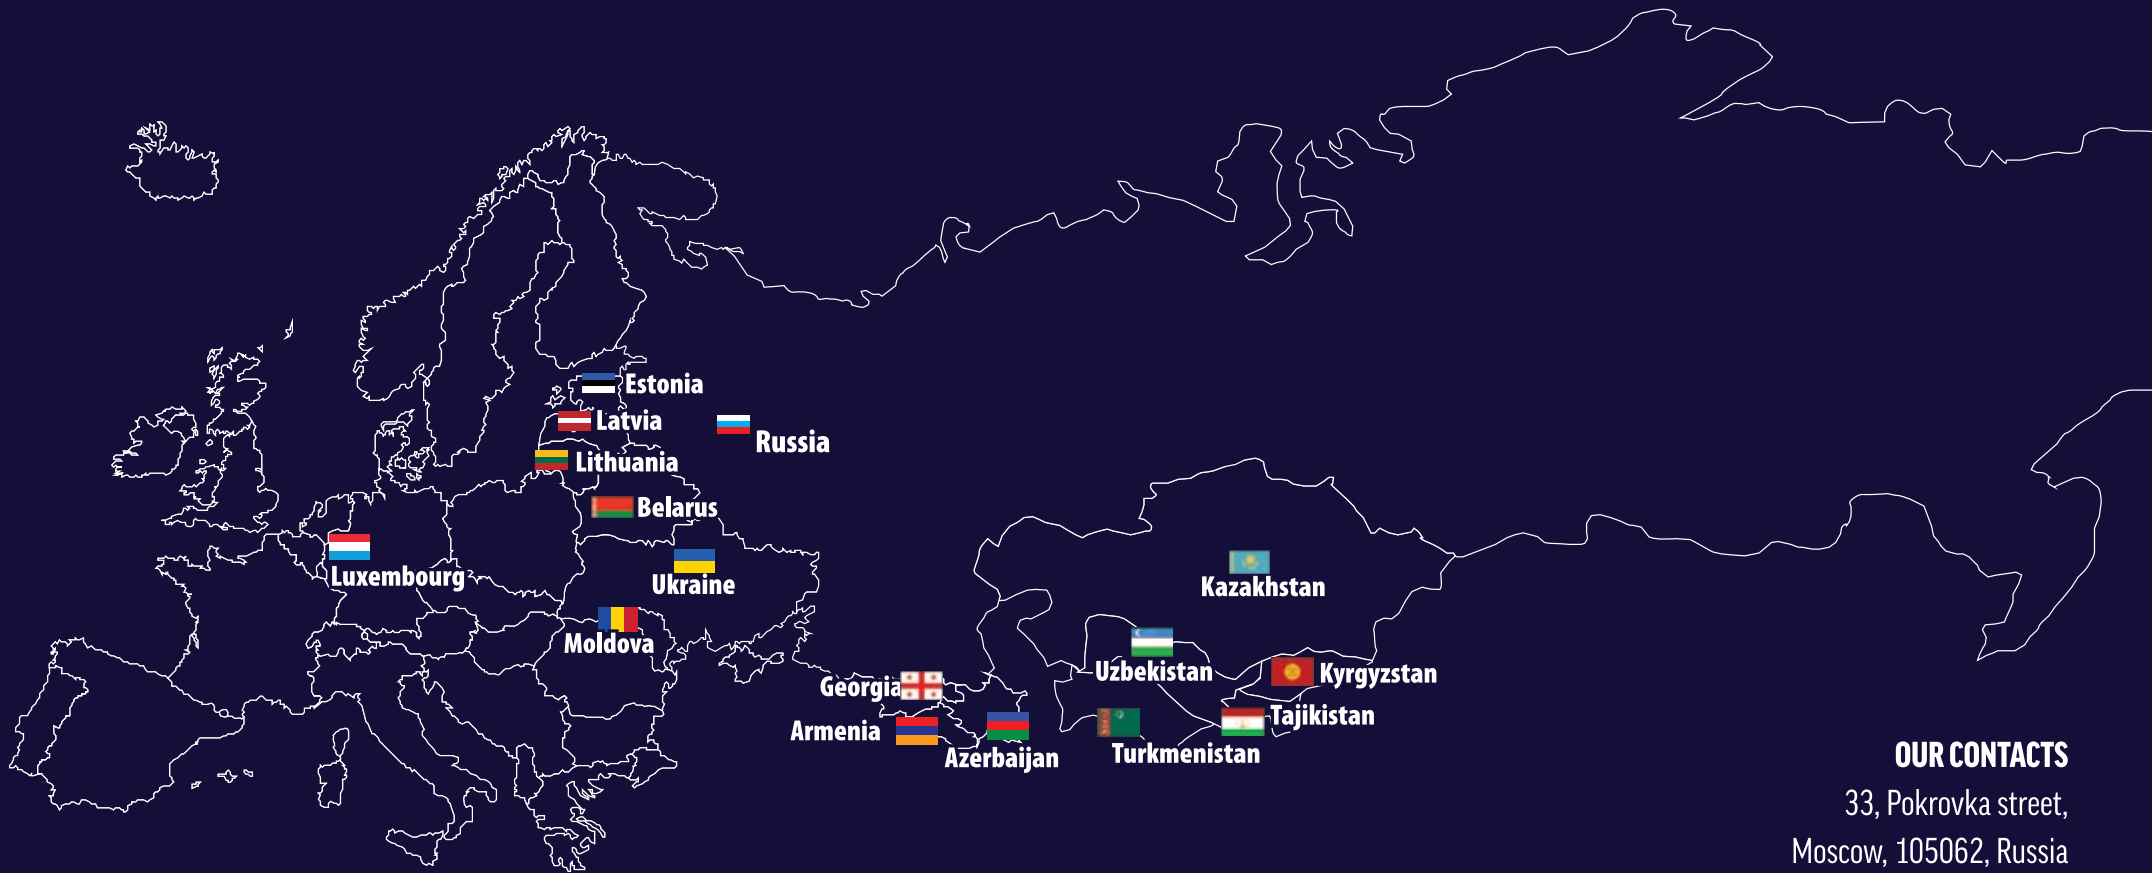 Estonia
Latvia
Russia
Lithuania
Belarus
Luxembourg
Ukraine
Kazakhstan
Moldova
Uzbekistan
Kyrgyzstan
Georgia
Tajikistan
Armenia
Azerbaijan
Turkmenistan
OUR CONTACTS
33, Pokrovka street,
Moscow, 105062, Russia